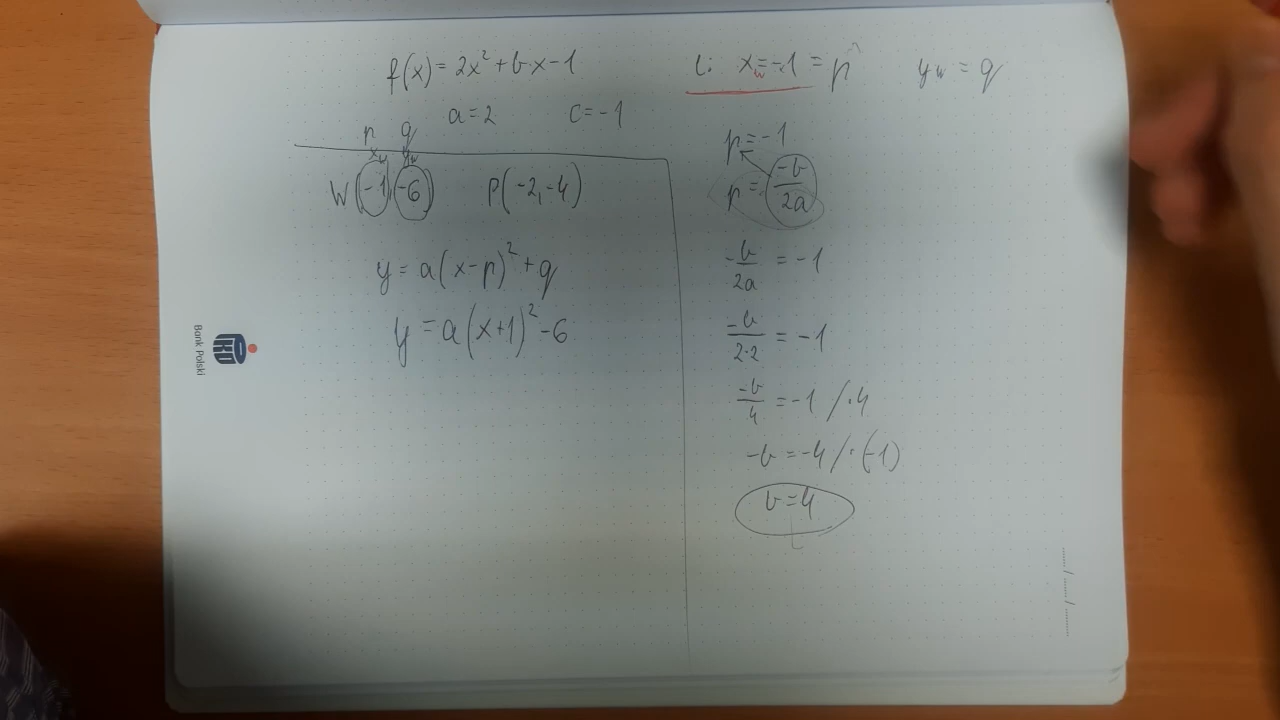 f(x) = 2x² + b·x - 1
a = 2 c = -1
p q
x_w y_w
W(-1, -6) P(-2, -4)
y = a(x-p)² + q
y = a(x+1)² - 6
l: x_w = -1 = p y_w = q
p = -1
p = -b/2a
-b/2a = -1
-b/2·2 = -1
-b/4 = -1 /·4
-b = -4 /·(-1)
b = 4
PKO
Bank Polski
....../....../......